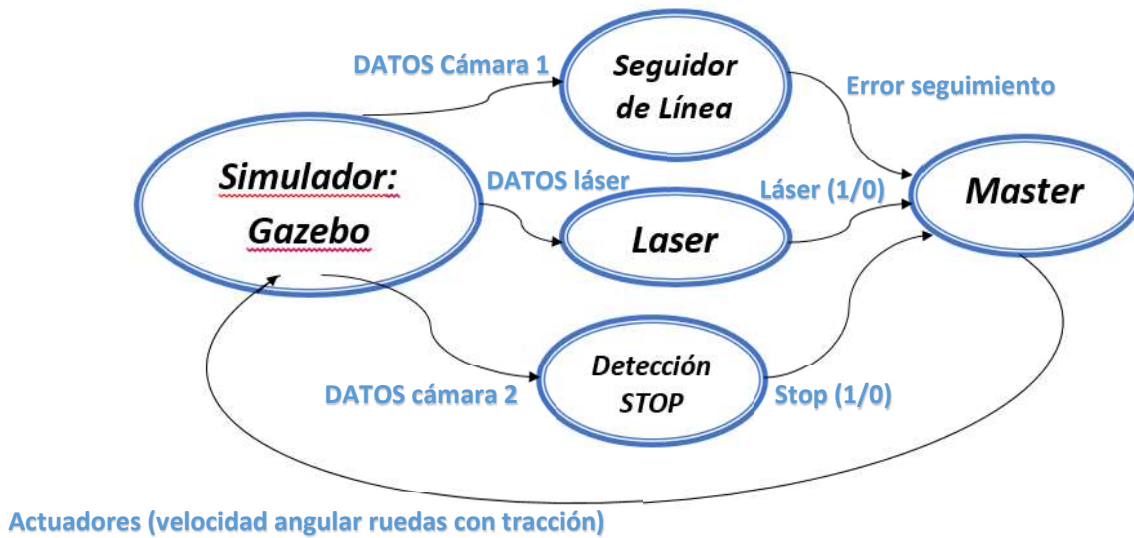 DATOS Cámara 1
Seguidor
de Línea
Error seguimiento
Simulador:
Gazebo
DATOS láser
Láser (1/0)
Laser
Master
Detección
STOP
DATOS cámara 2
Stop (1/0)
Actuadores (velocidad angular ruedas con tracción)